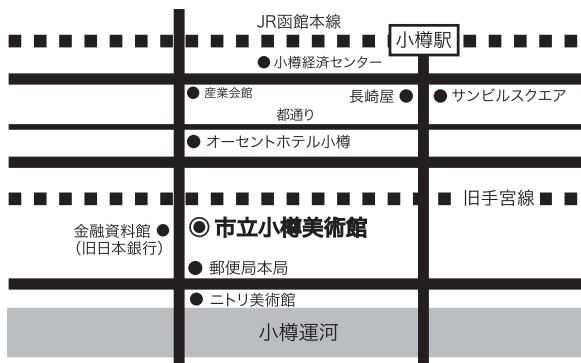 JR函館本線
小樽駅
小樽経済センター
産業会館
長崎屋
サンビルスクエア
都通り
オーセントホテル小樽
旧手宮線
金融資料館
（旧日本銀行）
市立小樽美術館
郵便局本局
ニトリ美術館
小樽運河